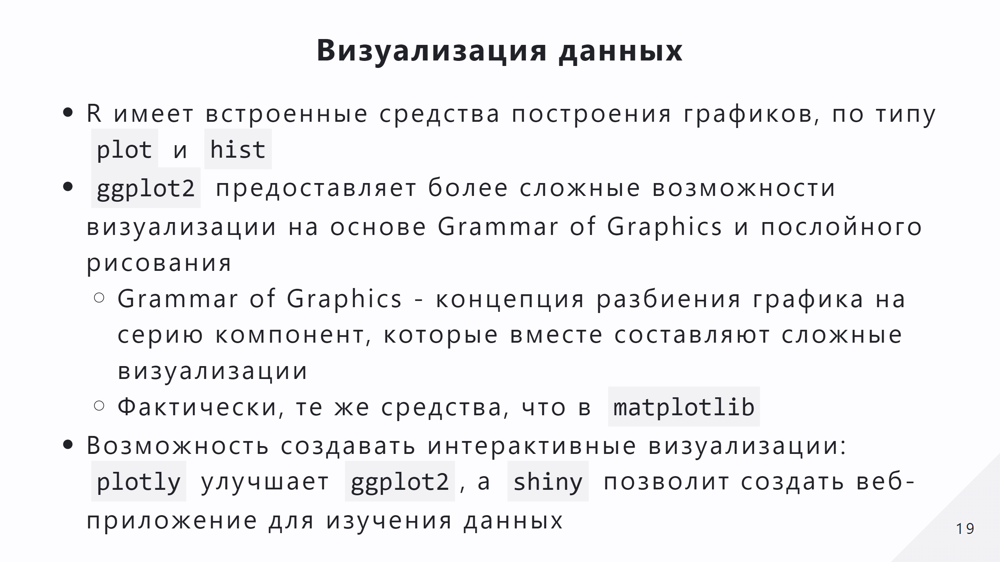 Визуализация данных
• R имеет встроенные средства построения графиков, по типу
plot и hist
• ggplot2 предоставляет более сложные возможности
визуализации на основе Grammar of Graphics и послойного
рисования
○ Grammar of Graphics - концепция разбиения графика на
серию компонент, которые вместе составляют сложные
визуализации
○ Фактически, те же средства, что в matplotlib
• Возможность создавать интерактивные визуализации:
plotly улучшает ggplot2, а shiny позволит создать веб-
приложение для изучения данных
19